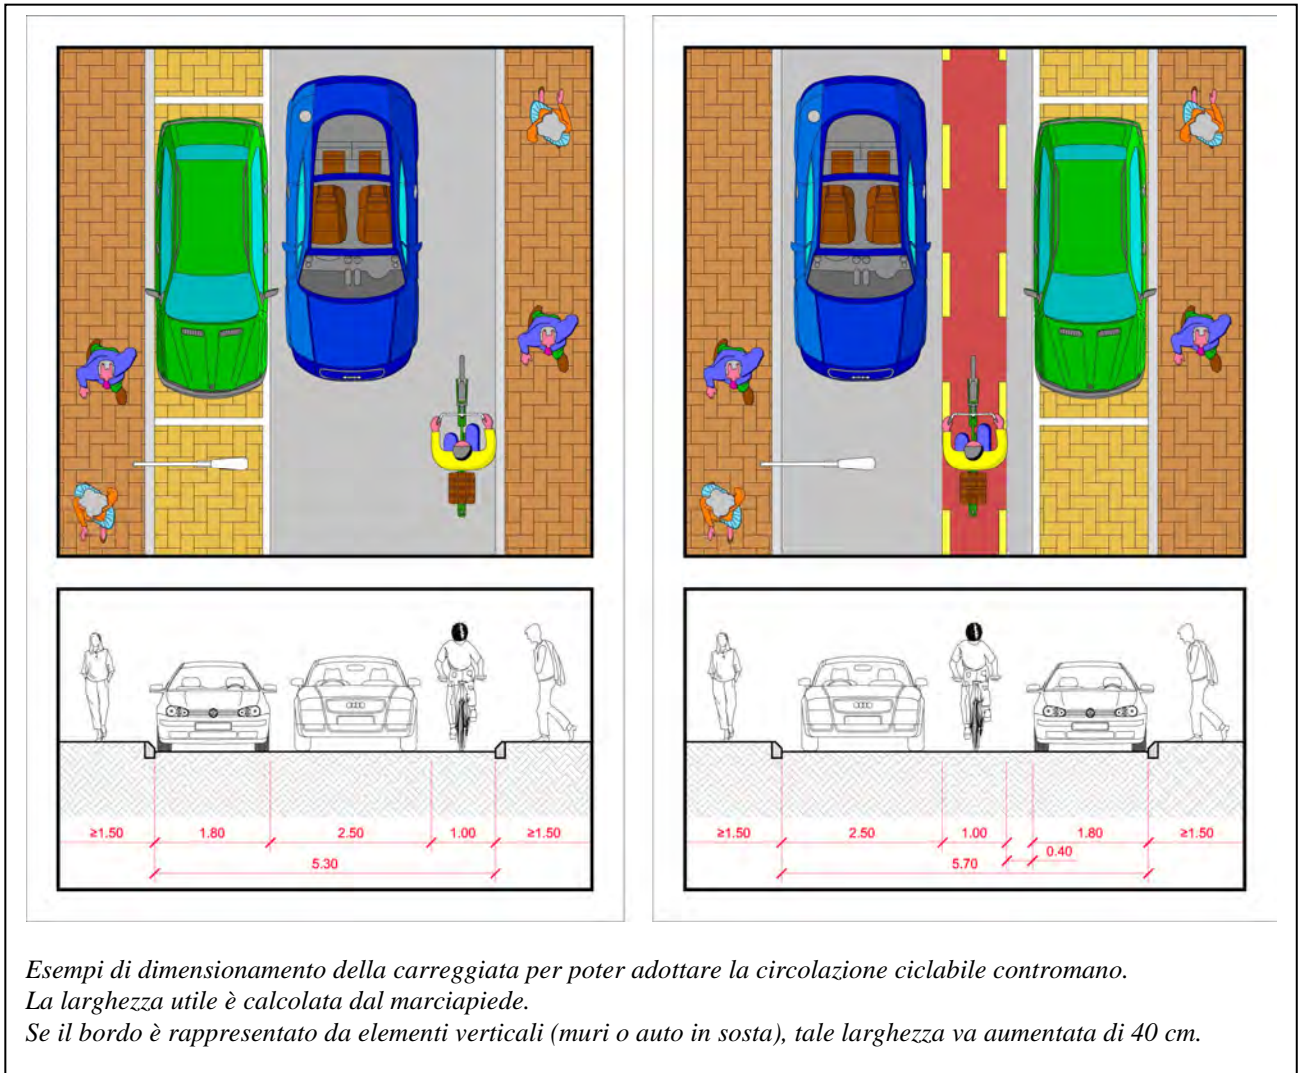 ≥1.50 1.80 2.50 1.00 ≥1.50
5.30
≥1.50 2.50 1.00 1.80 ≥1.50
0.40
5.70
Esempi di dimensionamento della carreggiata per poter adottare la circolazione ciclabile contromano.
La larghezza utile è calcolata dal marciapiede.
Se il bordo è rappresentato da elementi verticali (muri o auto in sosta), tale larghezza va aumentata di 40 cm.